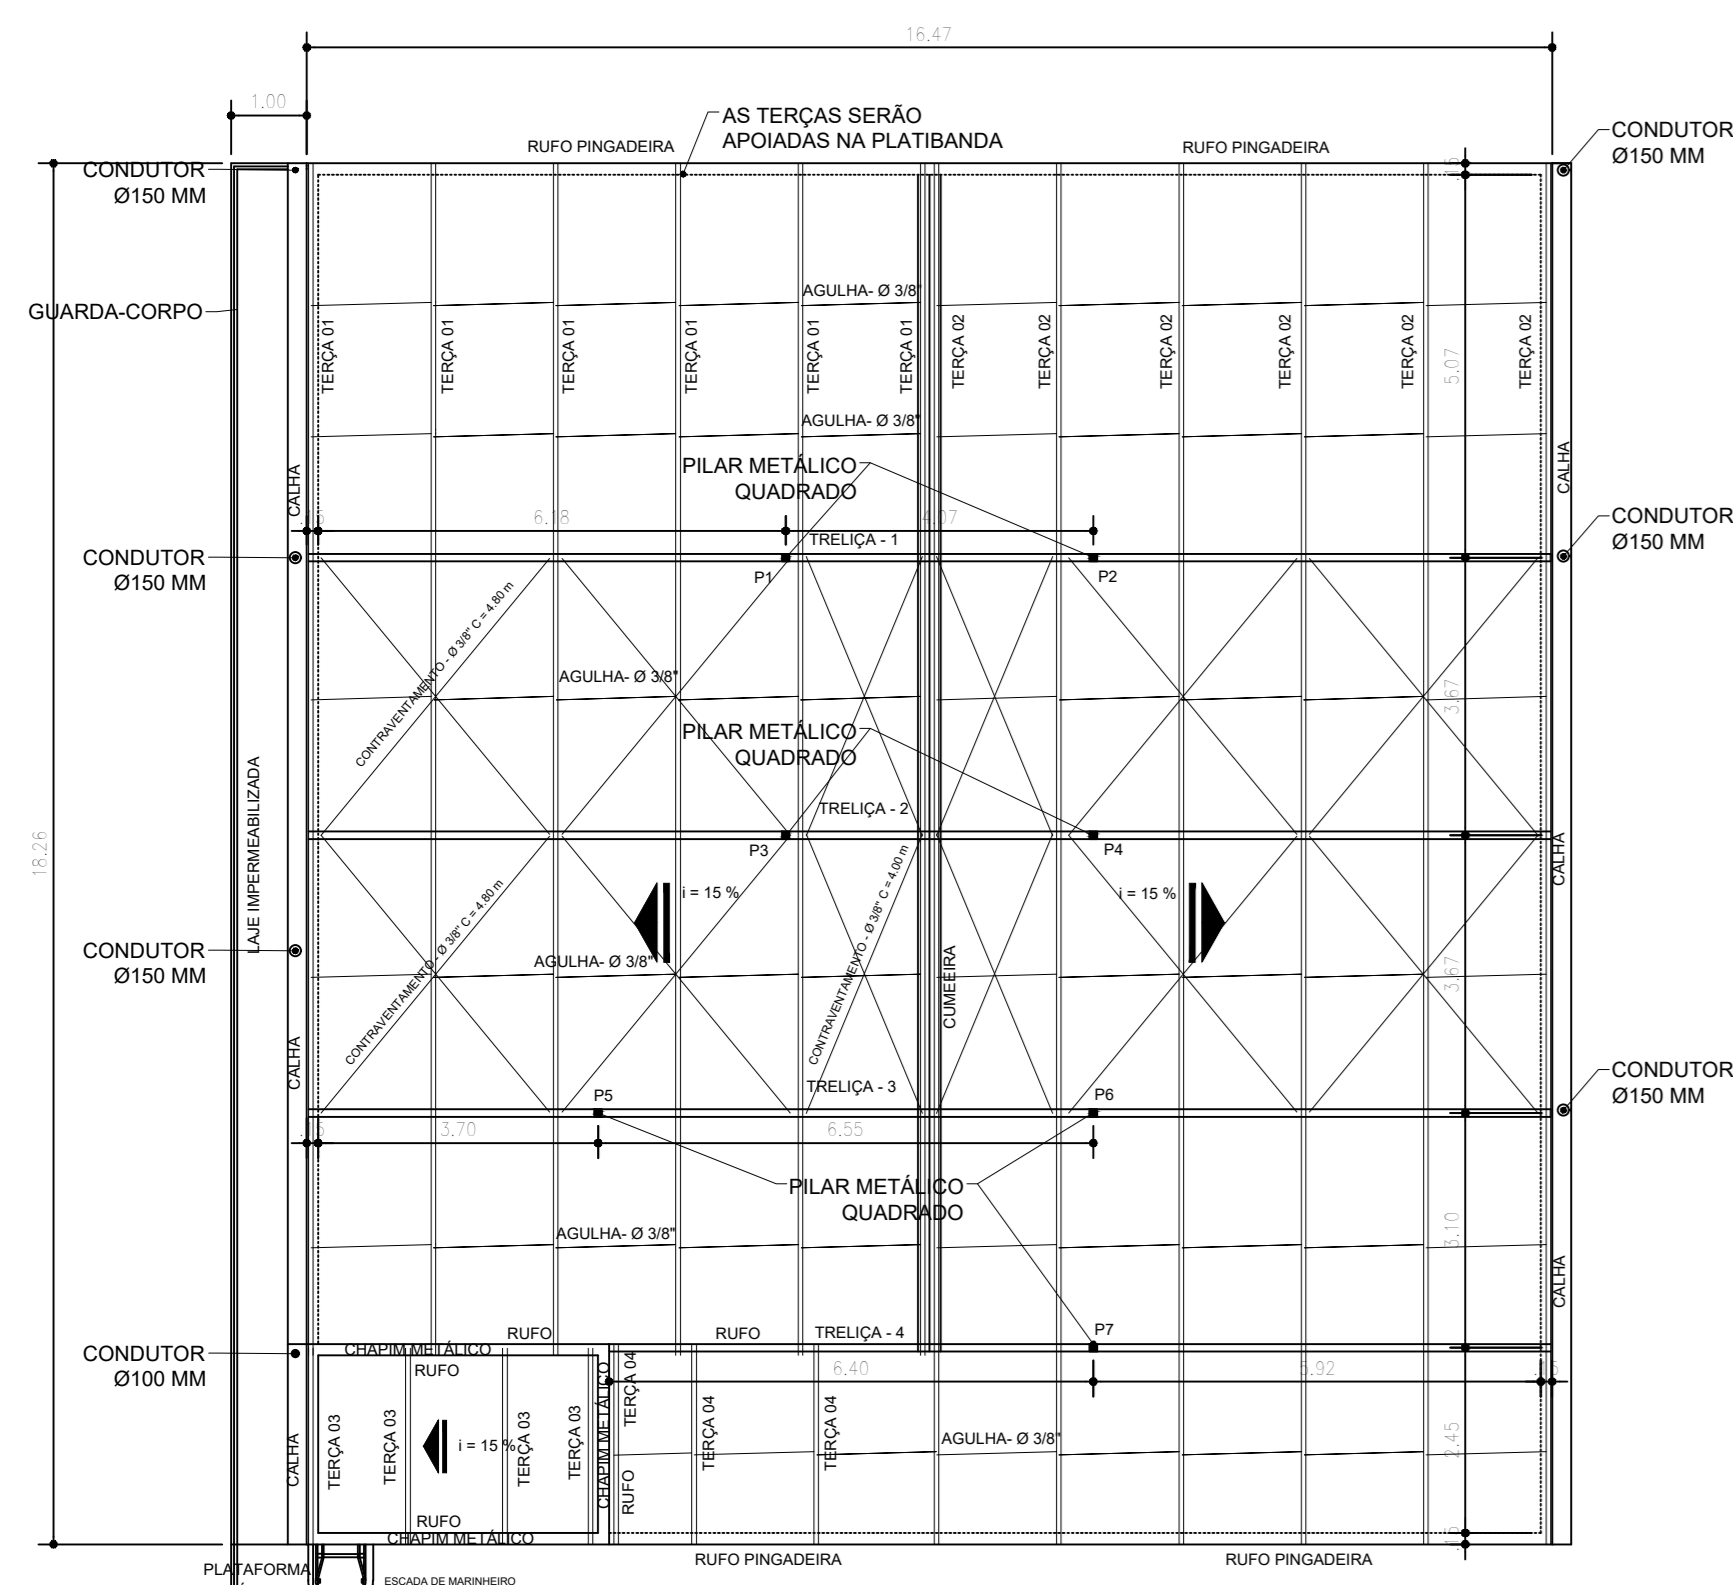 16.47
1.00
AS TERÇAS SERÃO
APOIADAS NA PLATIBANDA
RUFO PINGADEIRA
RUFO PINGADEIRA
CONDUTOR
Ø150 MM
CONDUTOR
Ø150 MM
.15
GUARDA-CORPO
AGULHA- Ø 3/8"
TERÇA 01
TERÇA 01
TERÇA 01
TERÇA 01
TERÇA 01
TERÇA 01
TERÇA 02
TERÇA 02
TERÇA 02
TERÇA 02
TERÇA 02
TERÇA 02
5.07
AGULHA- Ø 3/8"
PILAR METÁLICO
QUADRADO
CALHA
CALHA
.15
6.18
4.07
CONDUTOR
Ø150 MM
TRELIÇA - 1
CONDUTOR
Ø150 MM
P1
P2
CONTRAVENTAMENTO - Ø 3/8" C = 4.80 m
AGULHA- Ø 3/8"
3.67
PILAR METÁLICO
QUADRADO
LAJE IMPERMEABILIZADA
TRELIÇA - 2
18.26
P3
P4
CALHA
CONTRAVENTAMENTO - Ø 3/8" C = 4.80 m
CONTRAVENTAMENTO - Ø 3/8" C = 4.00 m
i = 15 %
i = 15 %
CONDUTOR
Ø150 MM
AGULHA- Ø 3/8"
CUMEEIRA
3.67
CALHA
TRELIÇA - 3
P5
P6
CONDUTOR
Ø150 MM
.15
3.70
6.55
PILAR METÁLICO
QUADRADO
AGULHA- Ø 3/8"
3.10
CALHA
RUFO
RUFO
TRELIÇA - 4
P7
CONDUTOR
Ø100 MM
CHAPIM METÁLICO
RUFO
6.40
5.92
.15
TERÇA 03
TERÇA 03
TERÇA 03
TERÇA 03
CHAPIM METÁLICO
TERÇA 04
TERÇA 04
TERÇA 04
i = 15 %
AGULHA- Ø 3/8"
2.45
CALHA
RUFO
RUFO
CHAPIM METÁLICO
.15
RUFO PINGADEIRA
RUFO PINGADEIRA
PLATAFORMA
ESCADA DE MARINHEIRO